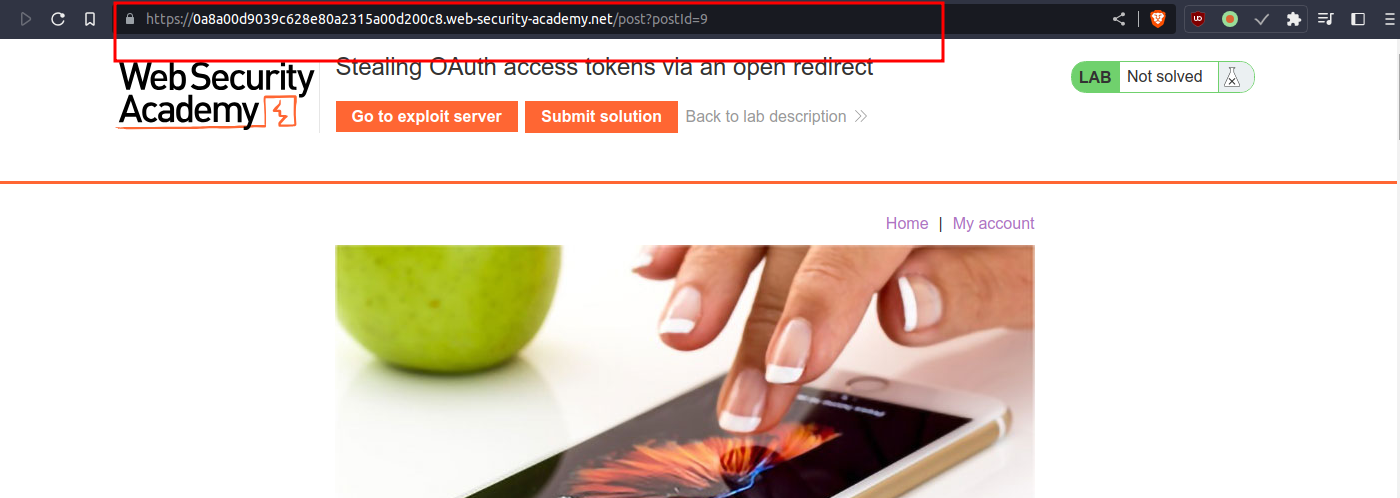 https://0a8a00d9039c628e80a2315a00d200c8.web-security-academy.net/post?postId=9
Web Security
Academy
Stealing OAuth access tokens via an open redirect
LAB Not solved
Go to exploit server Submit solution Back to lab description
Home | My account